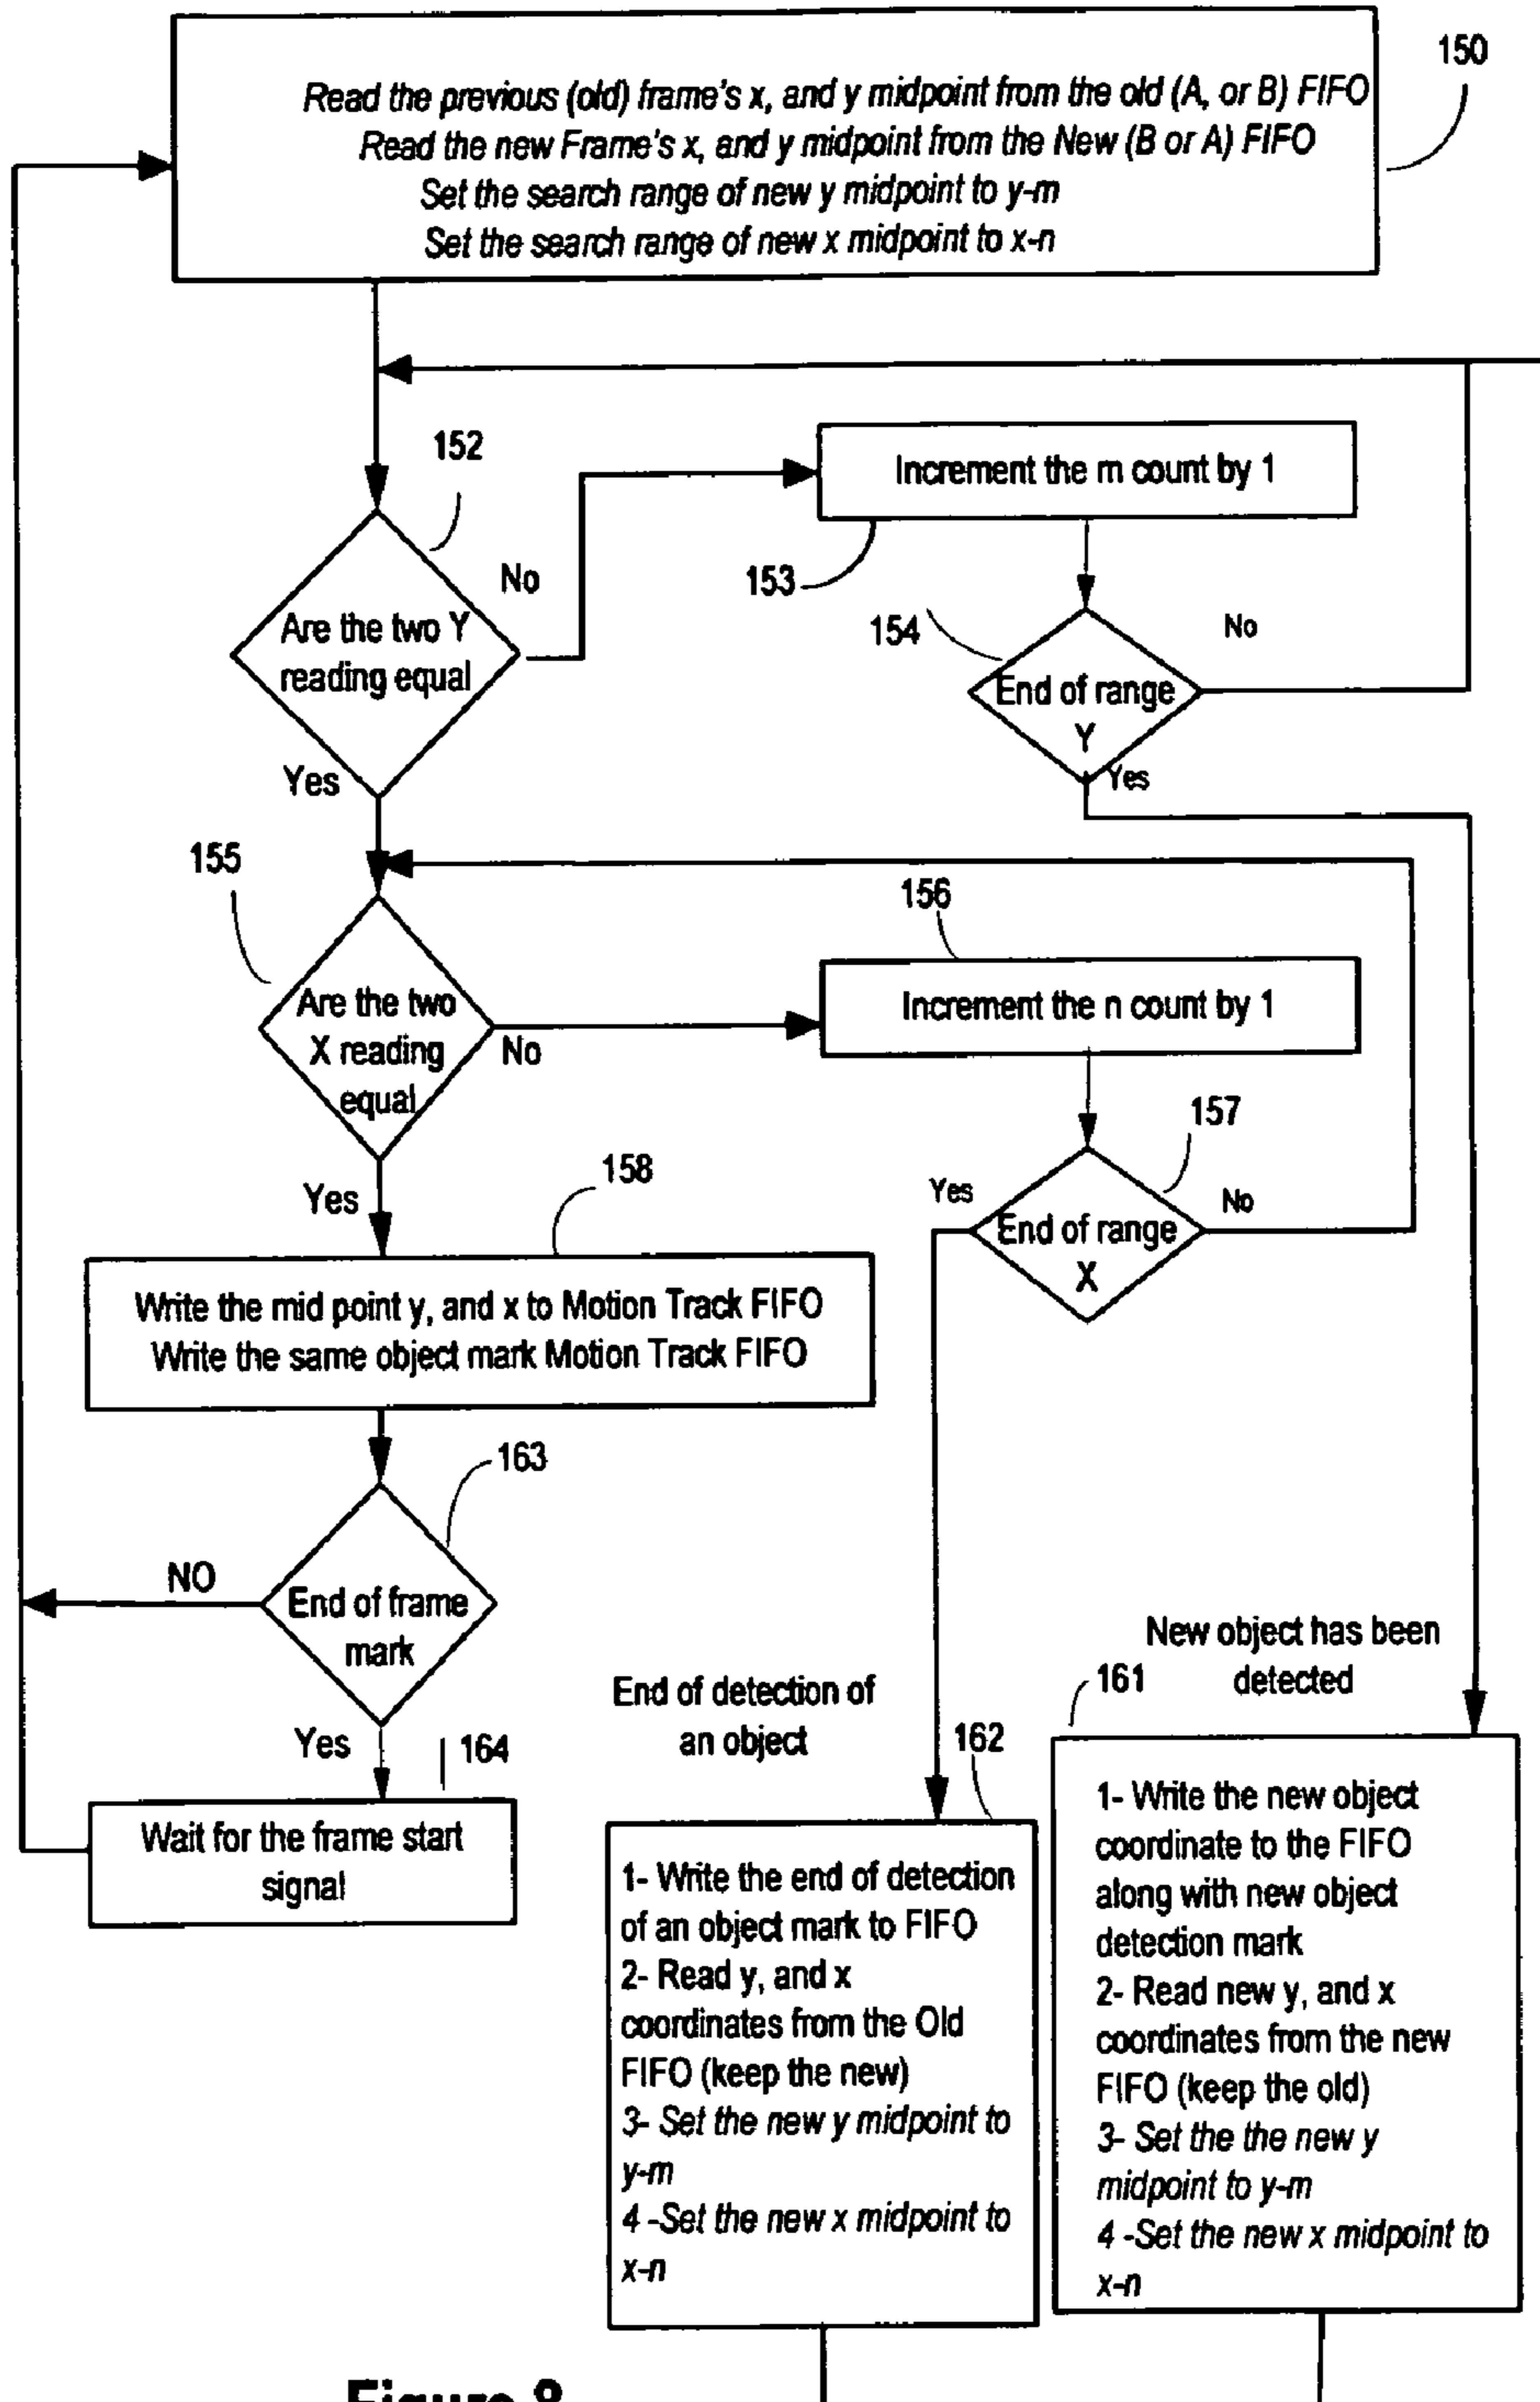 150
Read the previous (old) frame's x, and y midpoint from the old (A, or B) FIFO
Read the new Frame's x, and y midpoint from the New (B or A) FIFO
Set the search range of new y midpoint to y-m
Set the search range of new x midpoint to x-n
152
Are the two Y
reading equal
No
Yes
Increment the m count by 1
153
154
End of range
Y
No
Yes
155
Are the two
X reading
equal
No
Yes
156
Increment the n count by 1
157
End of range
X
Yes
No
158
Write the mid point y, and x to Motion Track FIFO
Write the same object mark Motion Track FIFO
163
End of frame
mark
NO
Yes
164
Wait for the frame start
signal
End of detection of
an object
162
1- Write the end of detection
of an object mark to FIFO
2- Read y, and x
coordinates from the Old
FIFO (keep the new)
3- Set the new y midpoint to
y-m
4 -Set the new x midpoint to
x-n
New object has been
detected
161
1- Write the new object
coordinate to the FIFO
along with new object
detection mark
2- Read new y, and x
coordinates from the new
FIFO (keep the old)
3- Set the the new y
midpoint to y-m
4 -Set the new x midpoint to
x-n
Figure 8